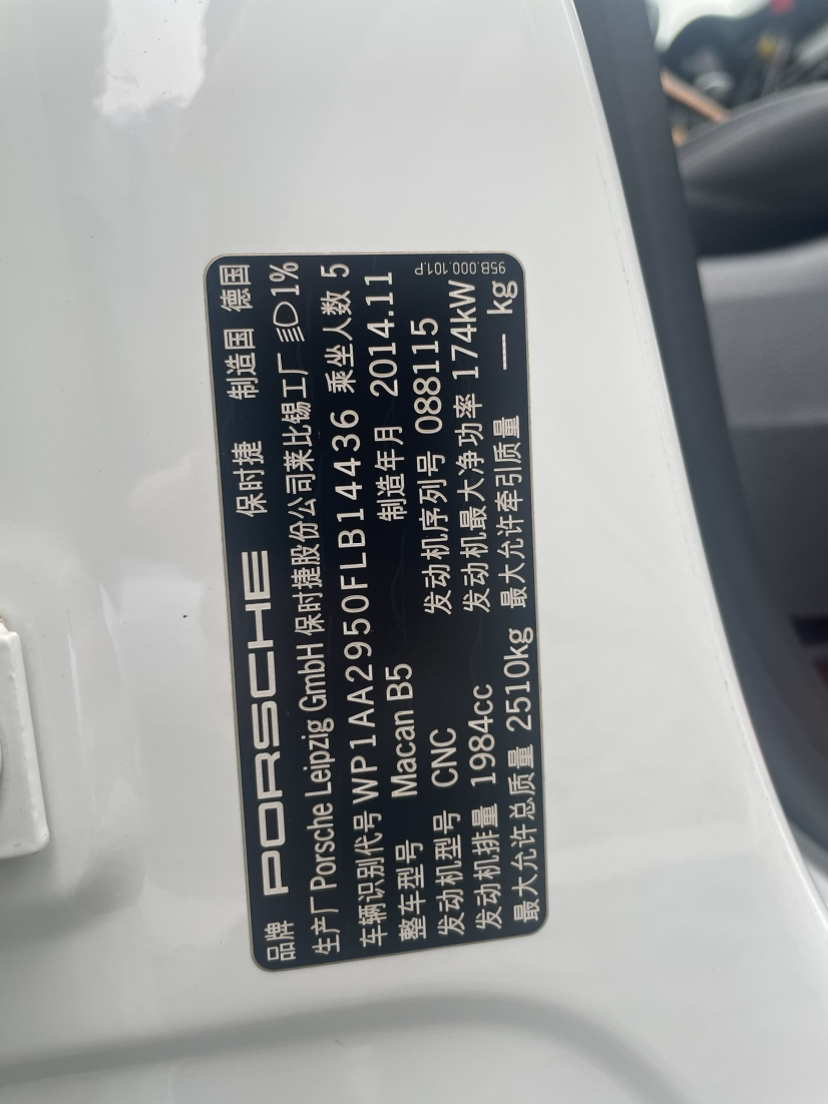 品牌 PORSCHE 保时捷 制造国 德国
生产厂 Porsche Leipzig GmbH 保时捷股份公司莱比锡工厂 1%
车辆识别代号 WP1AA2950FLB14436 乘坐人数 5
整车型号 Macan B5 制造年月 2014.11
发动机型号 CNC 发动机序列号 088115
发动机排量 1984cc 发动机最大净功率 174kW
最大允许总质量 2510kg 最大允许牵引质量 — kg
95B.000.101.P